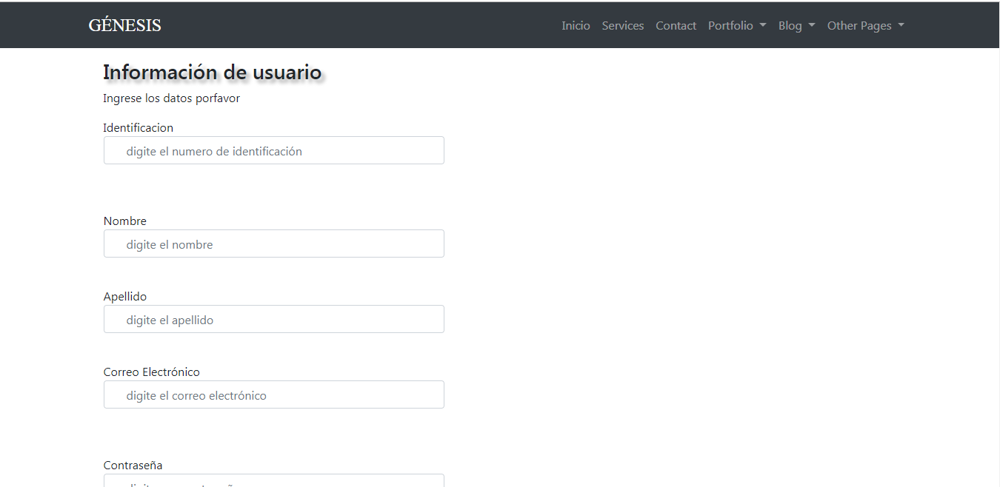 GÉNESIS Inicio Services Contact Portfolio Blog Other Pages
Información de usuario
Ingrese los datos porfavor
Identificacion
digite el numero de identificación
Nombre
digite el nombre
Apellido
digite el apellido
Correo Electrónico
digite el correo electrónico
Contraseña